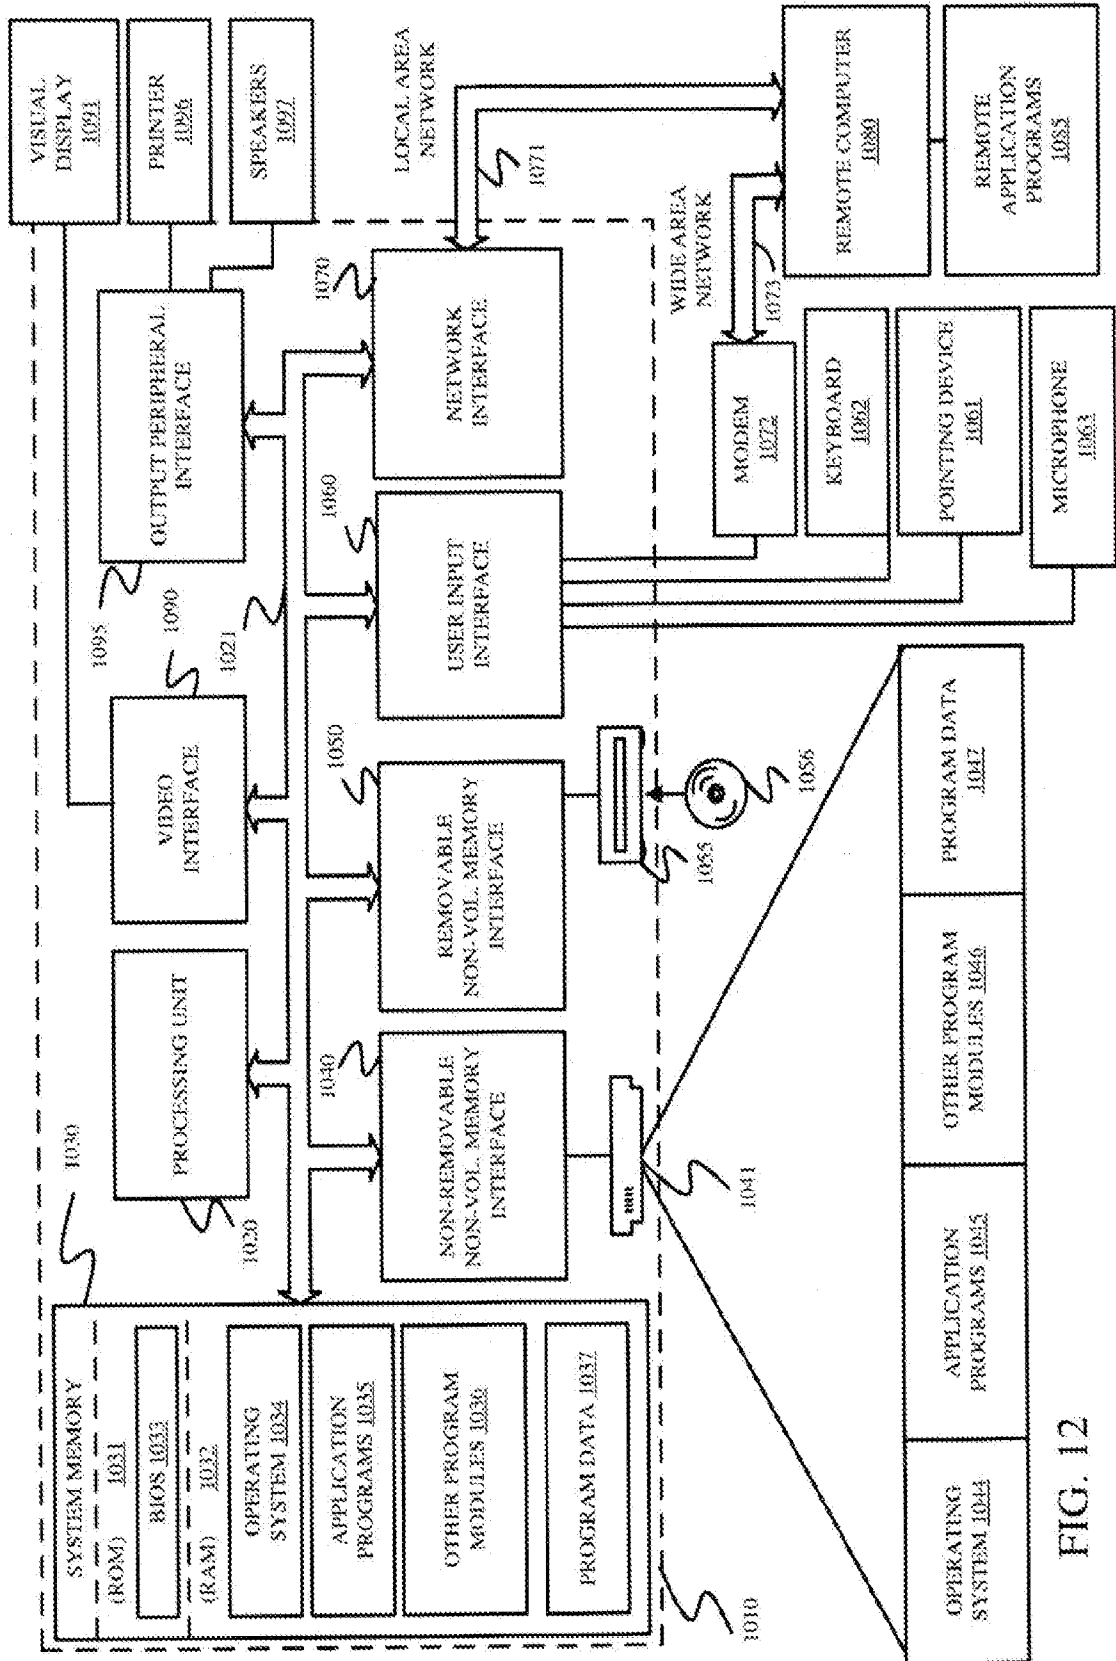 1010
1030
SYSTEM MEMORY
(ROM) 1031
BIOS 1033
(RAM) 1032
OPERATING
SYSTEM 1034
APPLICATION
PROGRAMS 1035
OTHER PROGRAM
MODULES 1036
PROGRAM DATA 1037
1020
PROCESSING UNIT
1090
VIDEO
INTERFACE
1021
1095
OUTPUT PERIPHERAL
INTERFACE
VISUAL
DISPLAY
1091
PRINTER
1096
SPEAKERS
1097
1040
NON-REMOVABLE
NON-VOL. MEMORY
INTERFACE
1050
REMOVABLE
NON-VOL. MEMORY
INTERFACE
1060
USER INPUT
INTERFACE
1070
NETWORK
INTERFACE
LOCAL AREA
NETWORK
1071
1041
1055
1056
WIDE AREA
NETWORK
1073
MODEM
1072
KEYBOARD
1062
POINTING DEVICE
1061
MICROPHONE
1063
REMOTE COMPUTER
1080
REMOTE
APPLICATION
PROGRAMS
1085
OPERATING
SYSTEM 1044
APPLICATION
PROGRAMS 1045
OTHER PROGRAM
MODULES 1046
PROGRAM DATA
1047
FIG. 12